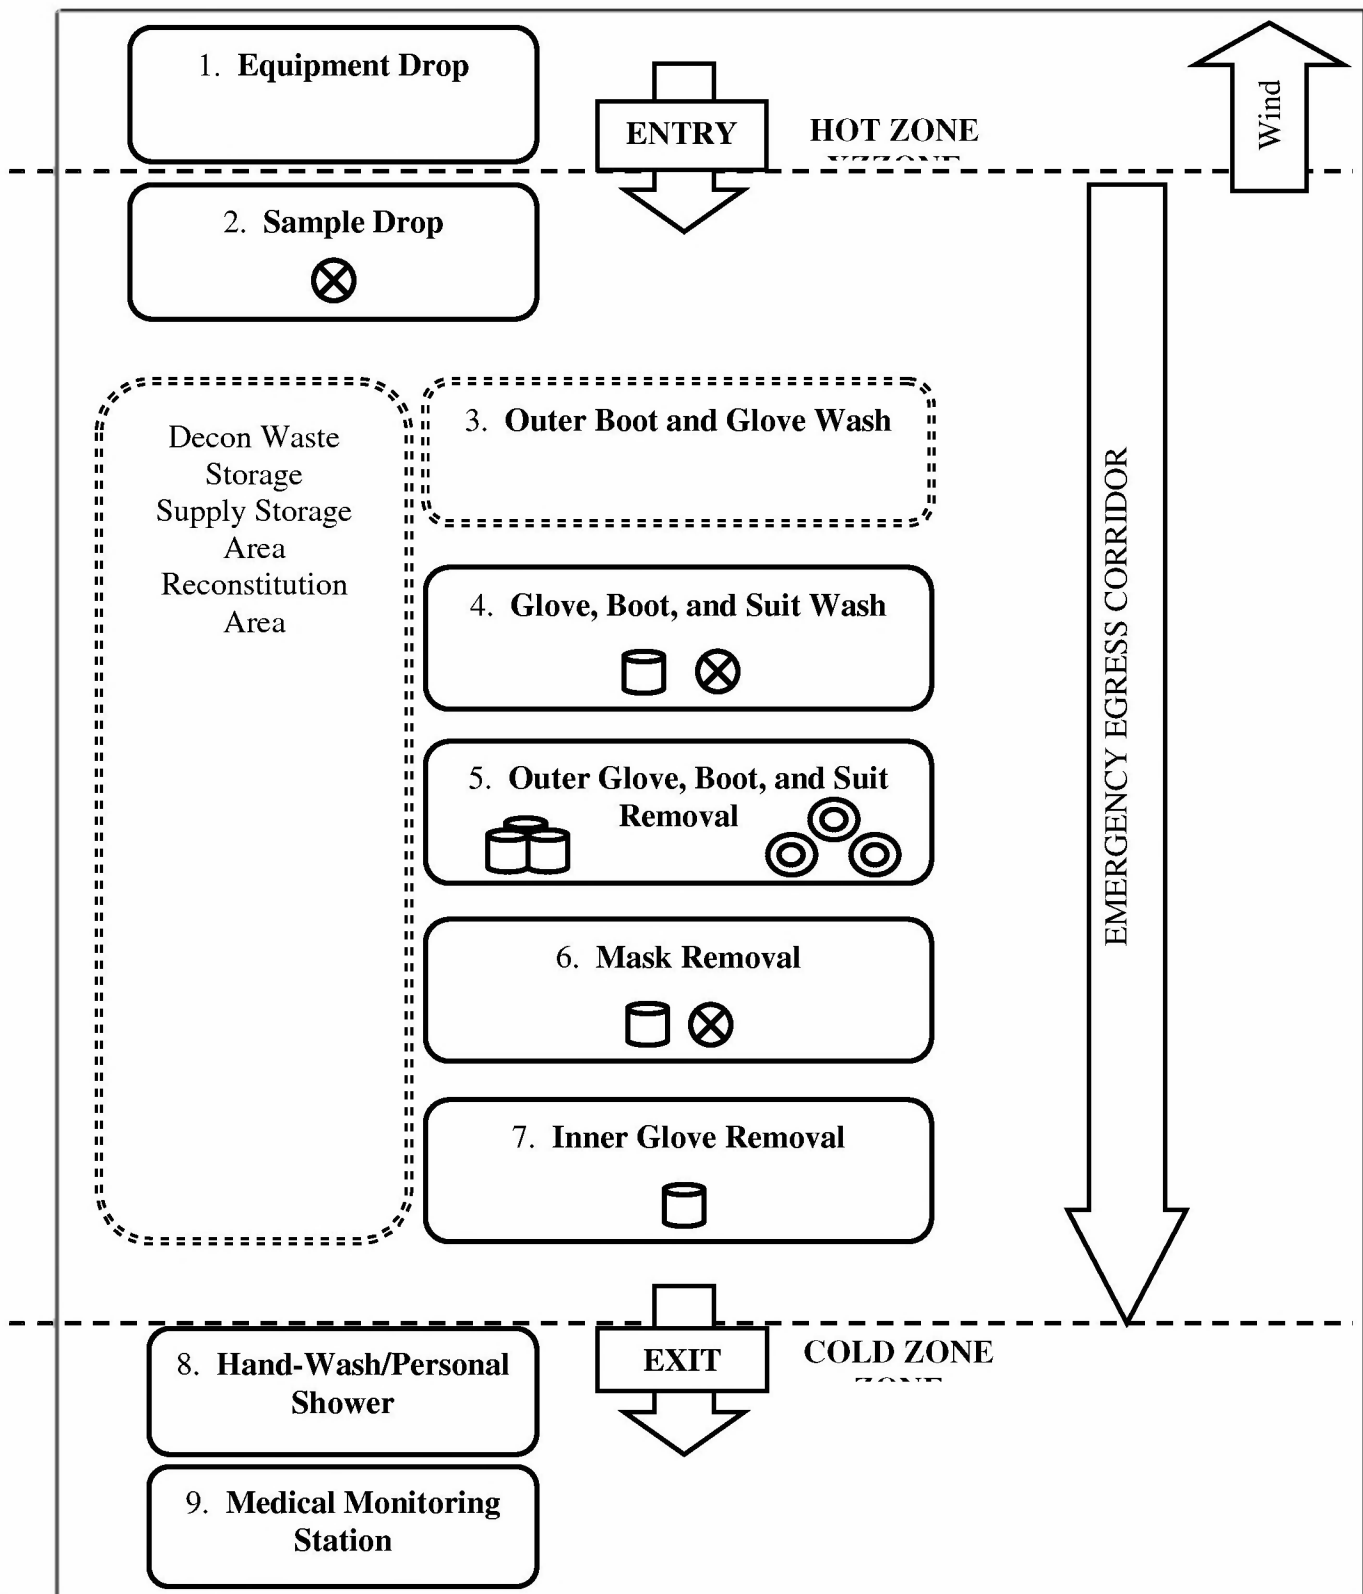 1. Equipment Drop
ENTRY
HOT ZONE
Wind
2. Sample Drop
Decon Waste
Storage
Supply Storage
Area
Reconstitution
Area
3. Outer Boot and Glove Wash
4. Glove, Boot, and Suit Wash
5. Outer Glove, Boot, and Suit
Removal
6. Mask Removal
7. Inner Glove Removal
EMERGENCY EGRESS CORRIDOR
EXIT
COLD ZONE
8. Hand-Wash/Personal
Shower
9. Medical Monitoring
Station